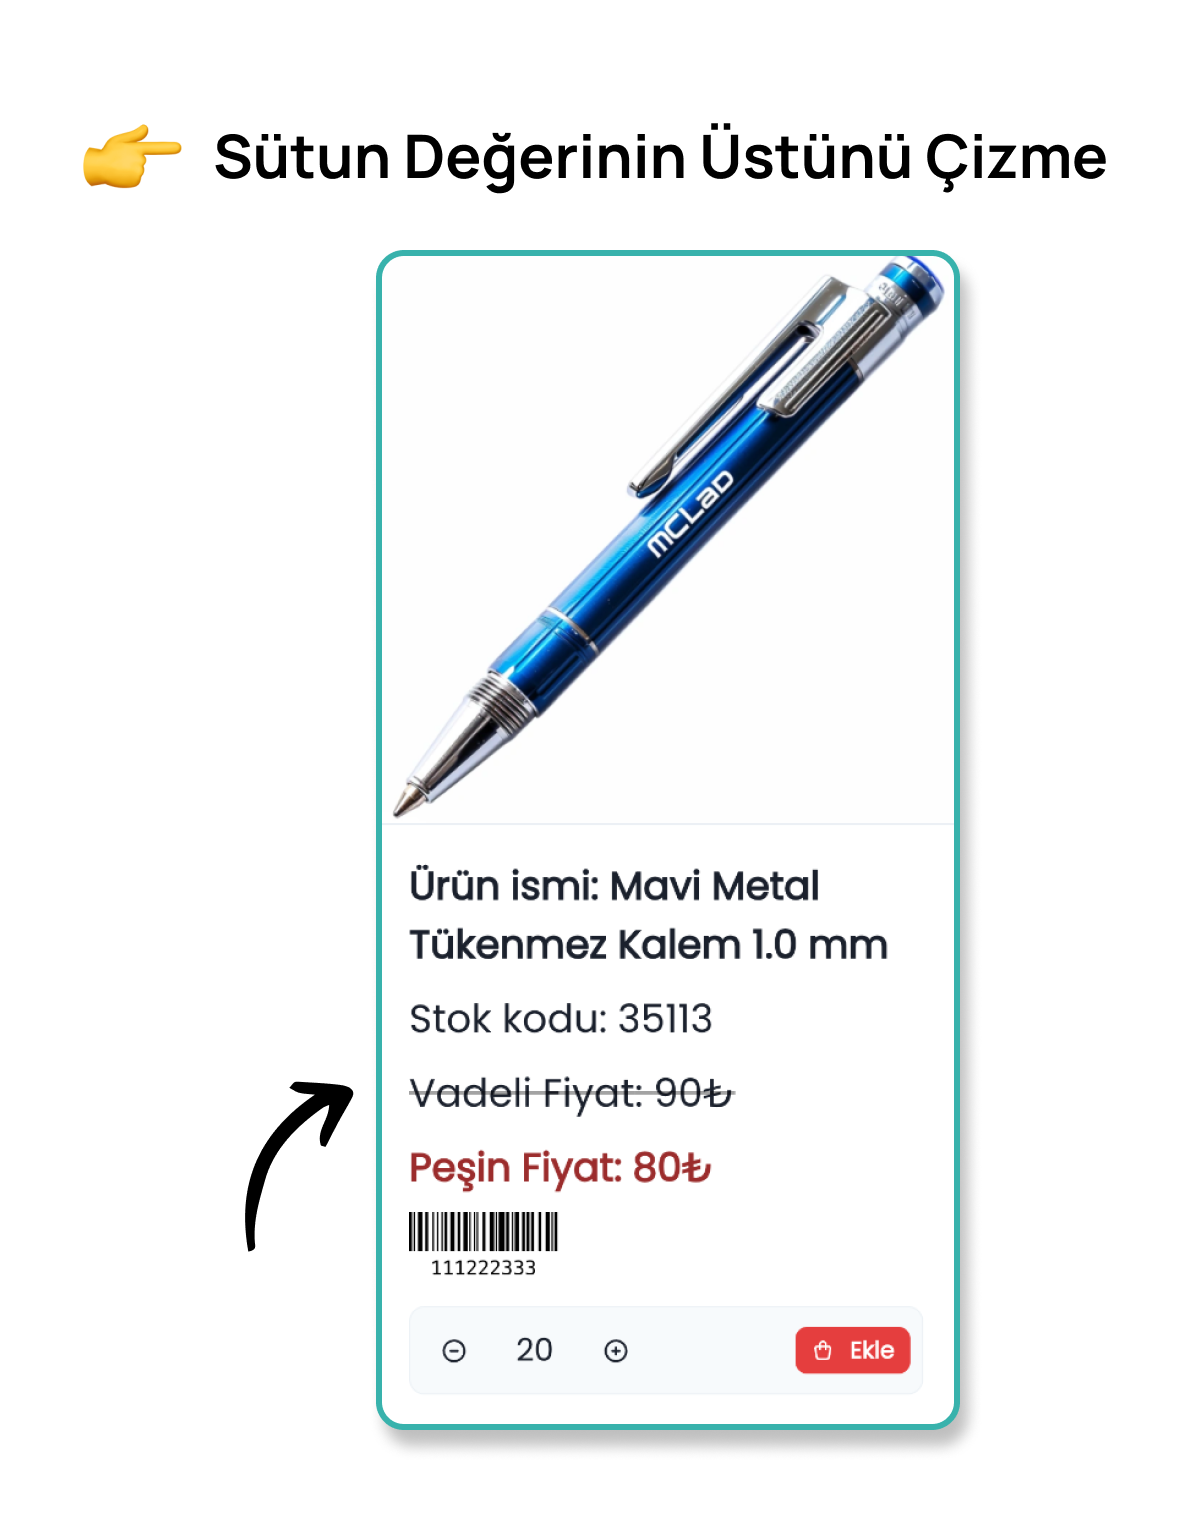 👉 Sütun Değerinin Üstünü Çizme
mCLaD
Ürün ismi: Mavi Metal
Tükenmez Kalem 1.0 mm
Stok kodu: 35113
Vadeli Fiyat: 90₺
Peşin Fiyat: 80₺
111222333
20
Ekle